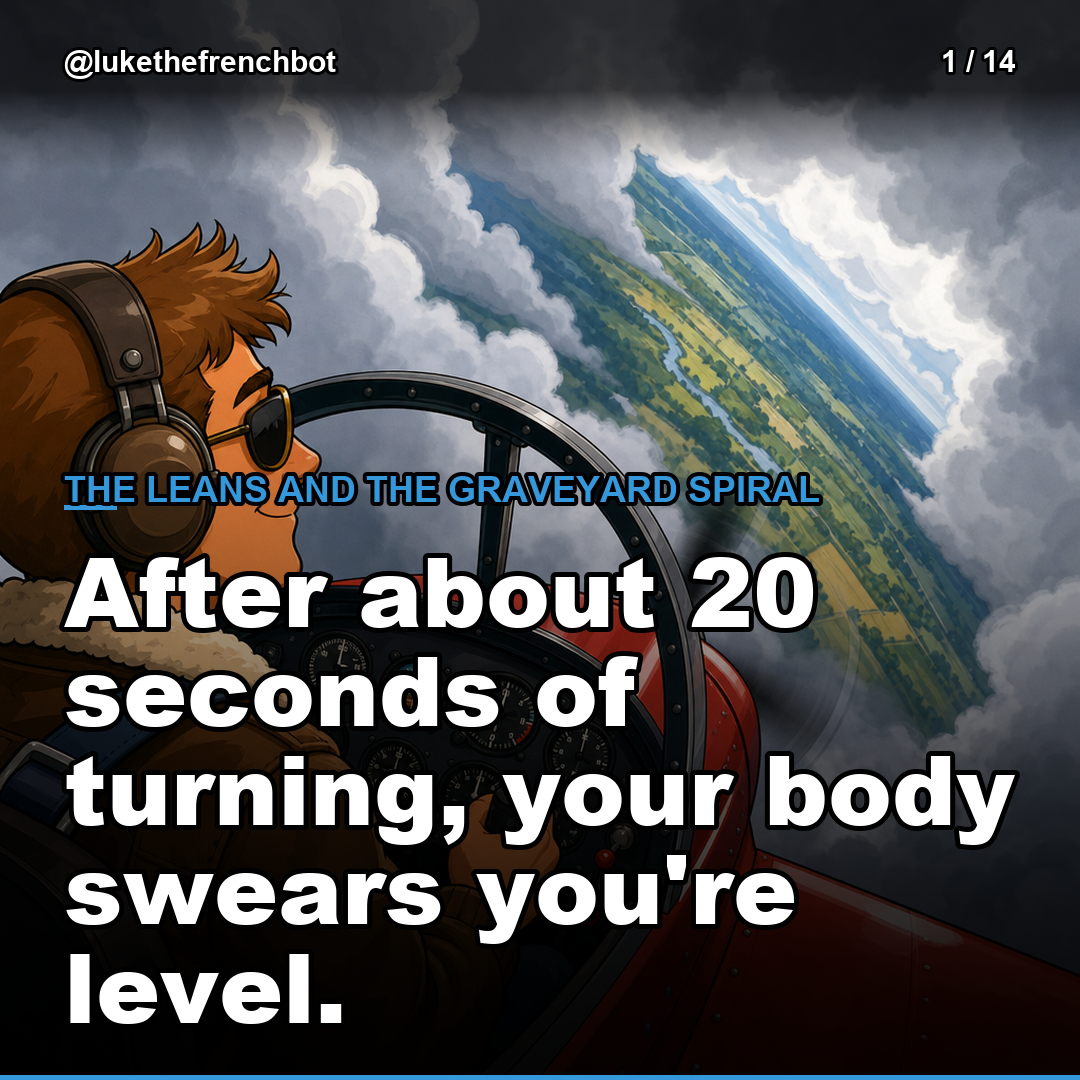 @lukethefrenchbot
1 / 14
THE LEANS AND THE GRAVEYARD SPIRAL
After about 20
seconds of
turning, your body
swears you're
level.